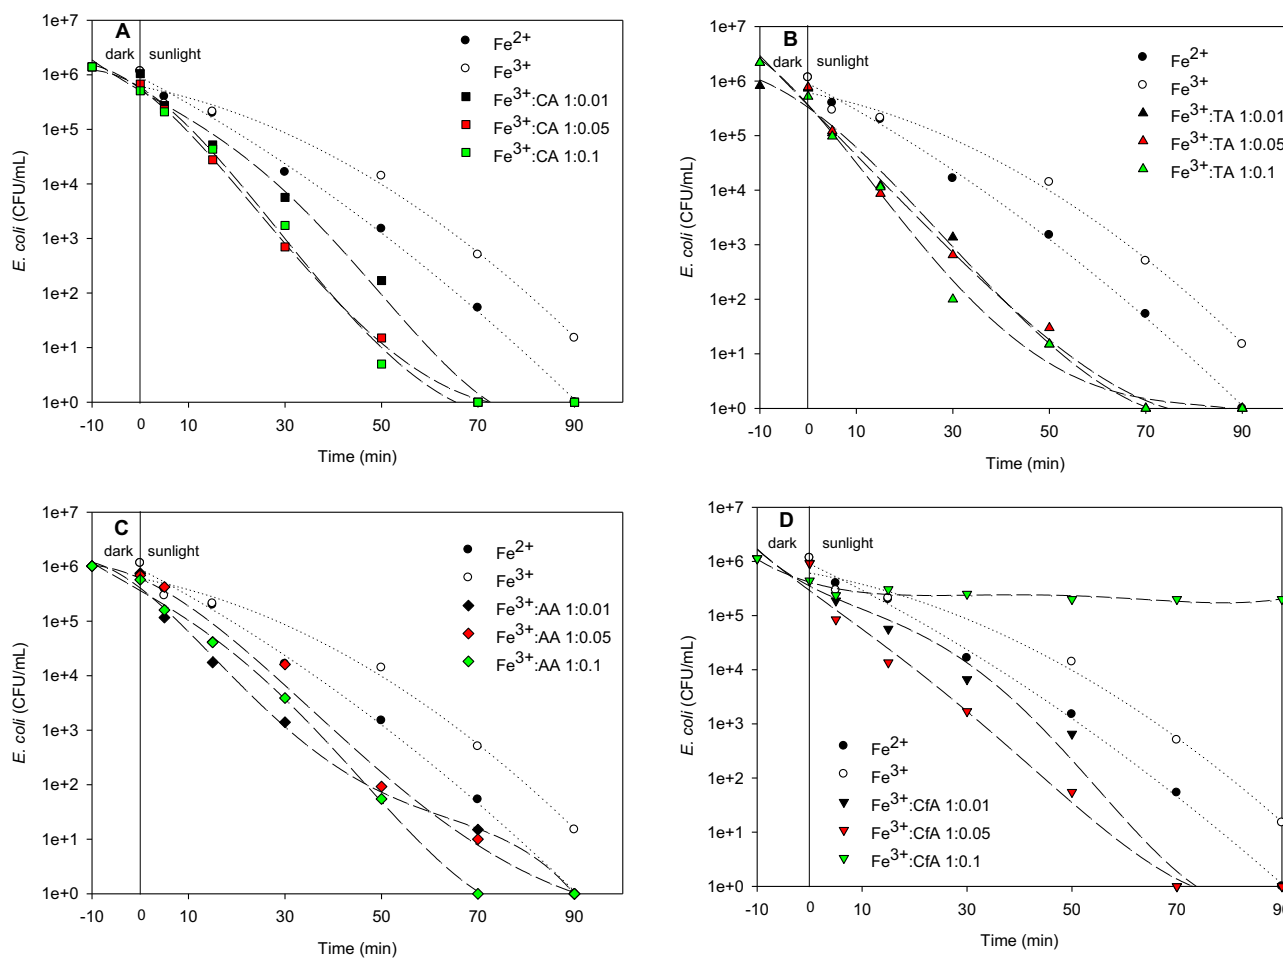 A
dark sunlight
Fe2+
Fe3+
Fe3+:CA 1:0.01
Fe3+:CA 1:0.05
Fe3+:CA 1:0.1
1e+7
1e+6
1e+5
1e+4
1e+3
1e+2
1e+1
1e+0
E. coli (CFU/mL)
-10 0 10 30 50 70 90
Time (min)
B
dark sunlight
Fe2+
Fe3+
Fe3+:TA 1:0.01
Fe3+:TA 1:0.05
Fe3+:TA 1:0.1
1e+7
1e+6
1e+5
1e+4
1e+3
1e+2
1e+1
1e+0
E. coli (CFU/mL)
-10 0 10 30 50 70 90
Time (min)
C
dark sunlight
Fe2+
Fe3+
Fe3+:AA 1:0.01
Fe3+:AA 1:0.05
Fe3+:AA 1:0.1
1e+7
1e+6
1e+5
1e+4
1e+3
1e+2
1e+1
1e+0
E. coli (CFU/mL)
-10 0 10 30 50 70 90
Time (min)
D
dark sunlight
Fe2+
Fe3+
Fe3+:CfA 1:0.01
Fe3+:CfA 1:0.05
Fe3+:CfA 1:0.1
1e+7
1e+6
1e+5
1e+4
1e+3
1e+2
1e+1
1e+0
E. coli (CFU/mL)
-10 0 10 30 50 70 90
Time (min)